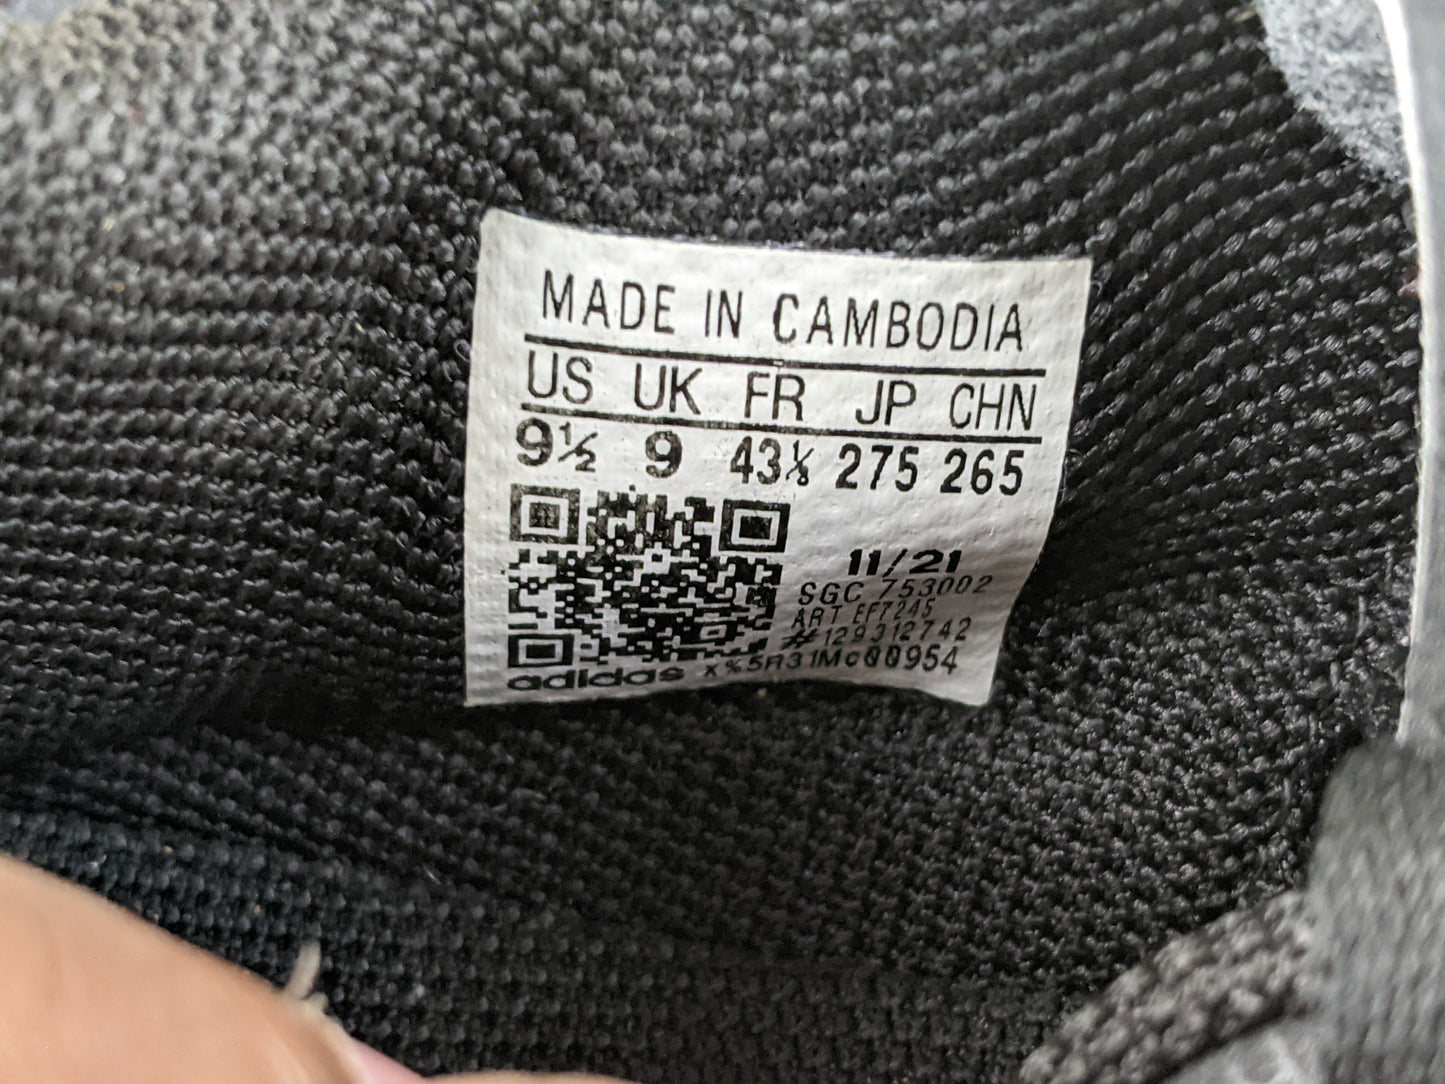 MADE IN CAMBODIA
US UK FR JP CHN
9½ 9 43⅓ 275 265
11/21
SGC 753002
ART EF7245
#129312742
adidas X%5R31Mc00954